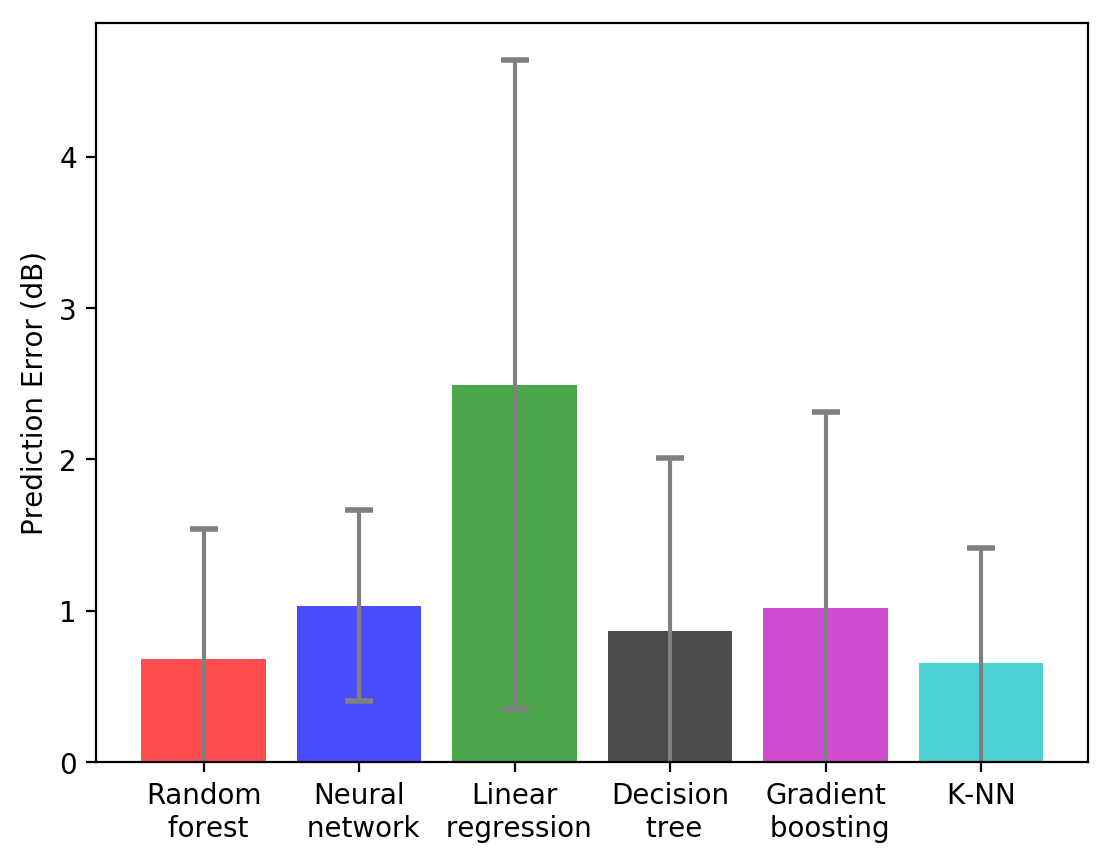 Prediction Error (dB)
4
3
2
1
0
Random forest
Neural network
Linear regression
Decision tree
Gradient boosting
K-NN